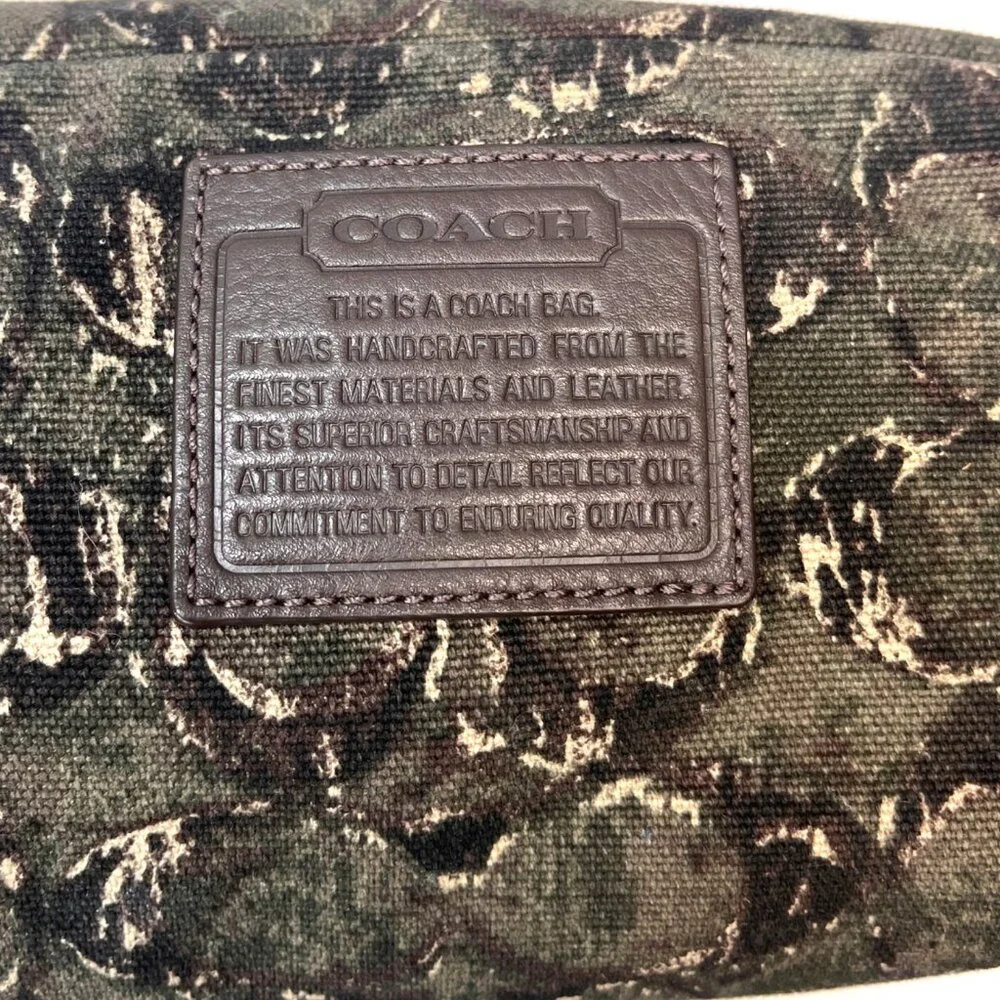 COACH
THIS IS A COACH BAG.
IT WAS HANDCRAFTED FROM THE
FINEST MATERIALS AND LEATHER.
ITS SUPERIOR CRAFTSMANSHIP AND
ATTENTION TO DETAIL REFLECT OUR
COMMITMENT TO ENDURING QUALITY.